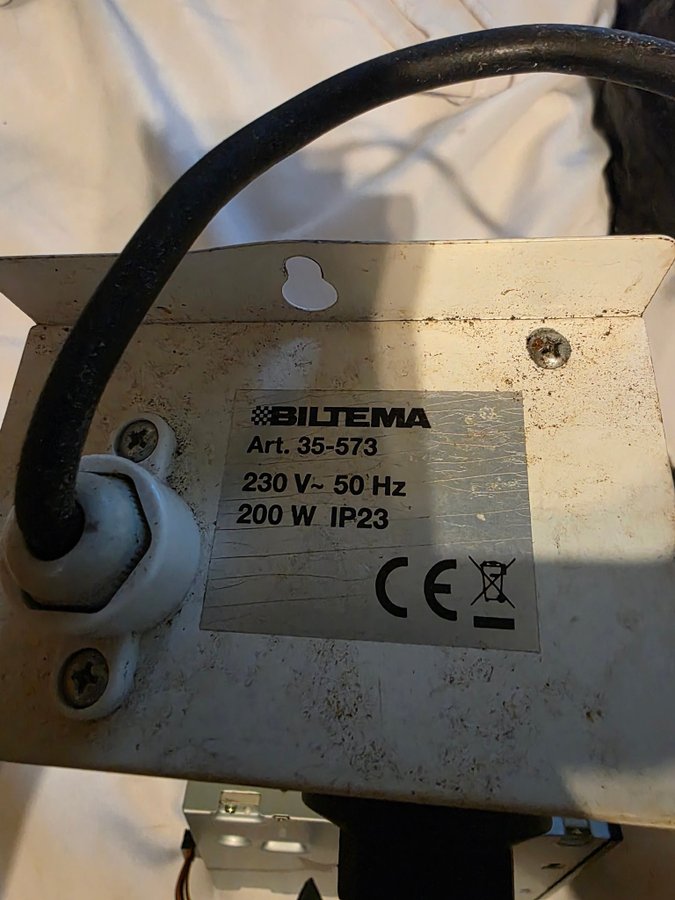 BILTEMA
Art. 35-573
230 V~ 50 Hz
200 W IP23
CE